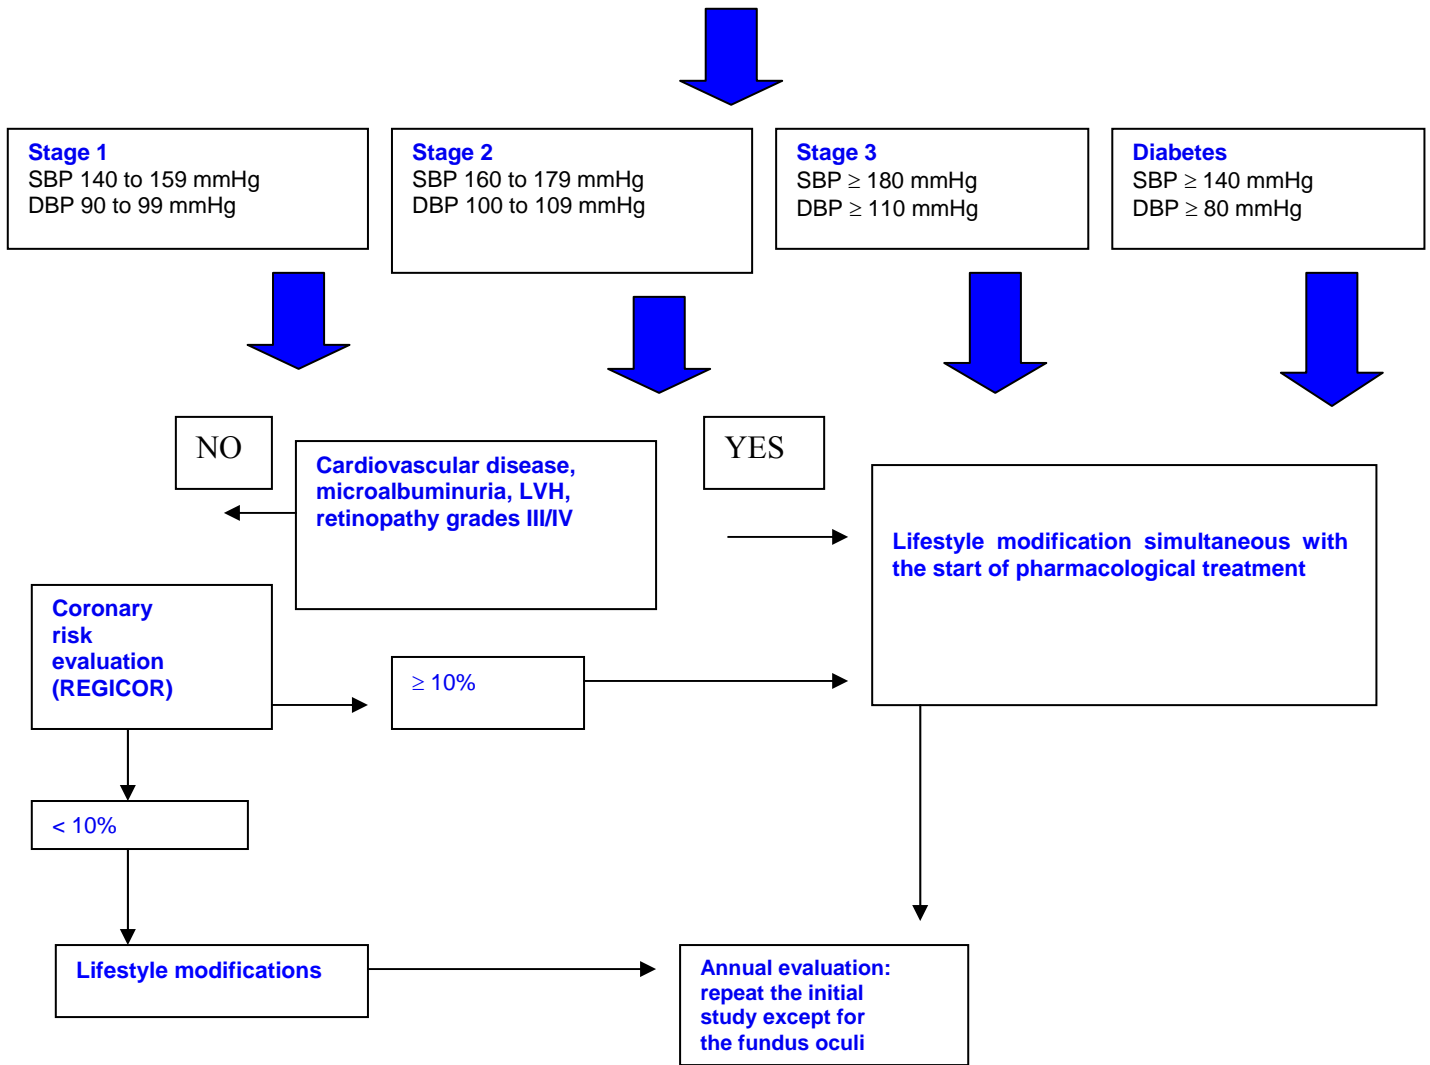 Stage 1
SBP 140 to 159 mmHg
DBP 90 to 99 mmHg
Stage 2
SBP 160 to 179 mmHg
DBP 100 to 109 mmHg
Stage 3
SBP ≥ 180 mmHg
DBP ≥ 110 mmHg
Diabetes
SBP ≥ 140 mmHg
DBP ≥ 80 mmHg
NO
Cardiovascular disease,
microalbuminuria, LVH,
retinopathy grades III/IV
YES
Lifestyle modification simultaneous with
the start of pharmacological treatment
Coronary
risk
evaluation
(REGICOR)
≥ 10%
< 10%
Lifestyle modifications
Annual evaluation:
repeat the initial
study except for
the fundus oculi